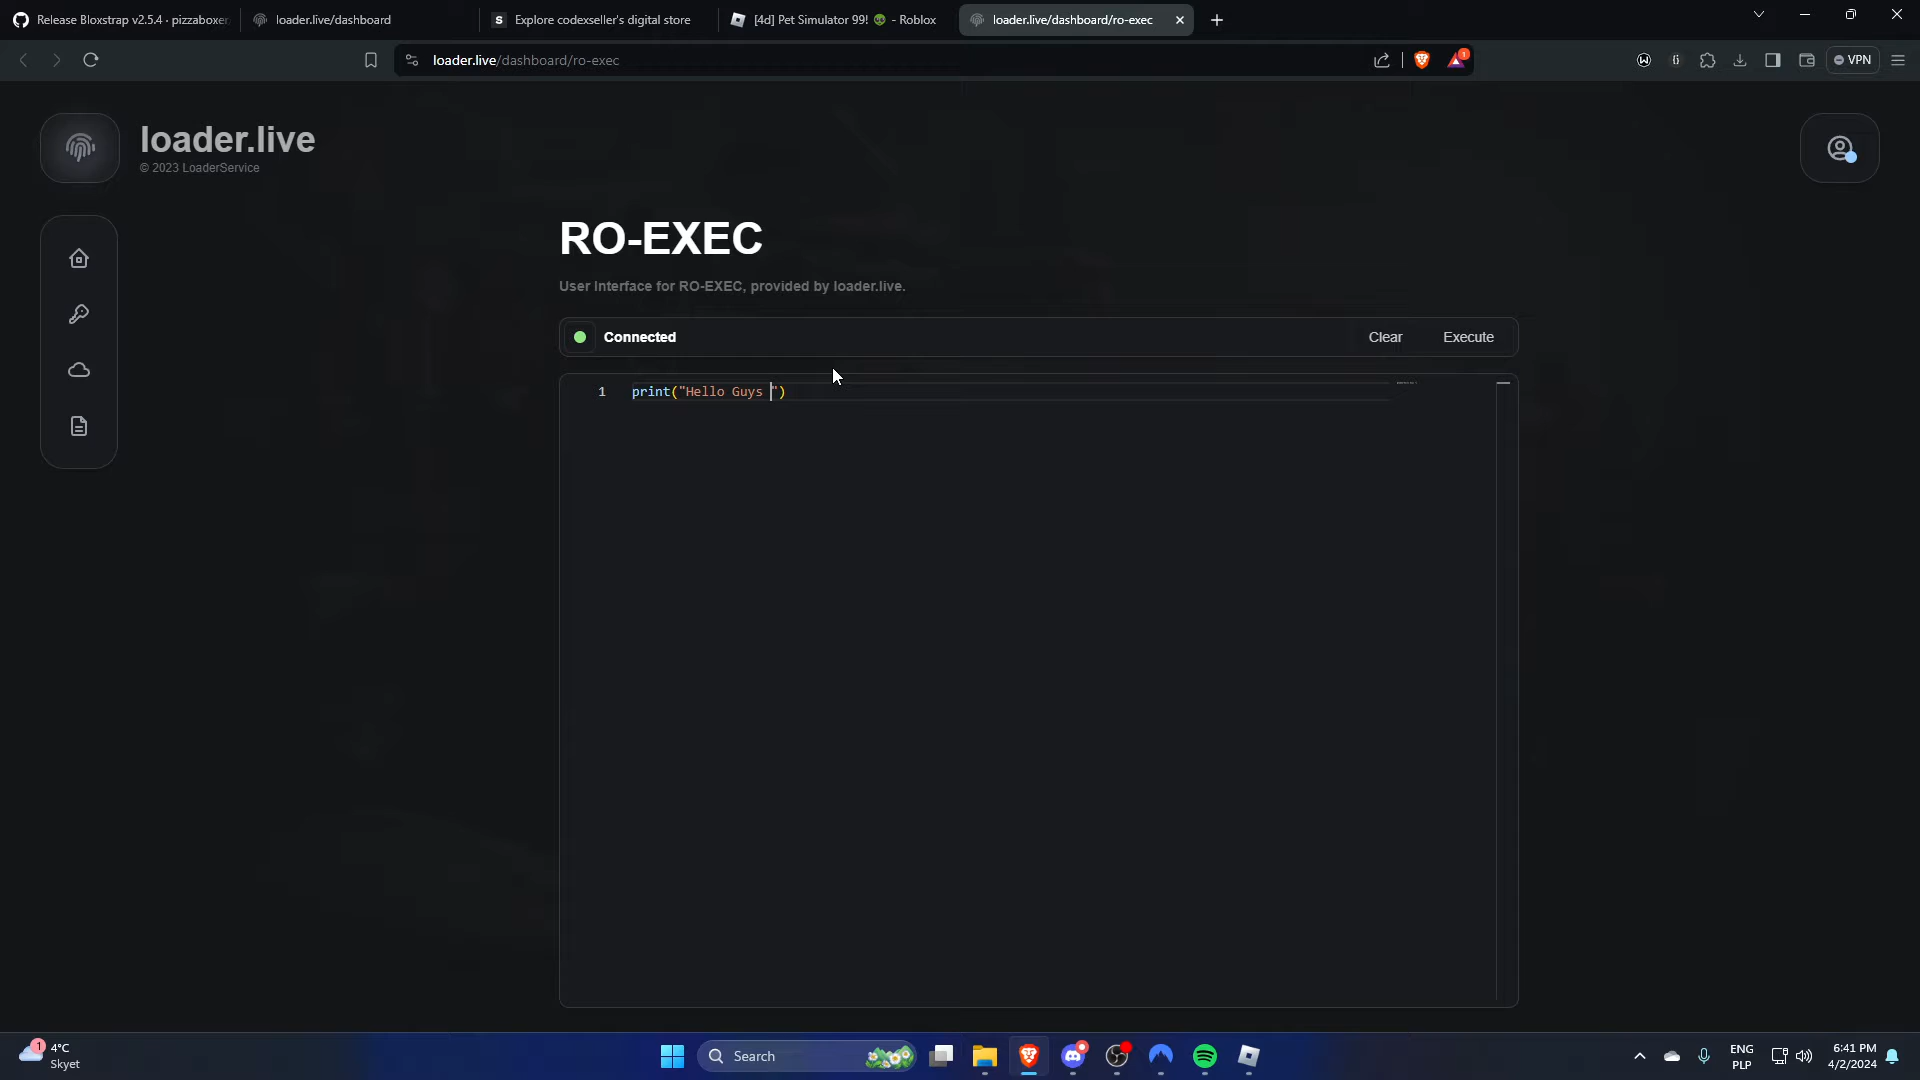 Release Bloxstrap v2.5.4 · pizzaboxer
loader.live/dashboard
S Explore codexseller's digital store
[4d] Pet Simulator 99! 👽 - Roblox
loader.live/dashboard/ro-exec
loader.live/dashboard/ro-exec
1
VPN
loader.live
© 2023 LoaderService
RO-EXEC
User Interface for RO-EXEC, provided by loader.live.
Connected
Clear
Execute
1 print("Hello Guys ")
1
4°C
Skyet
Search
ENG
PLP
6:41 PM
4/2/2024